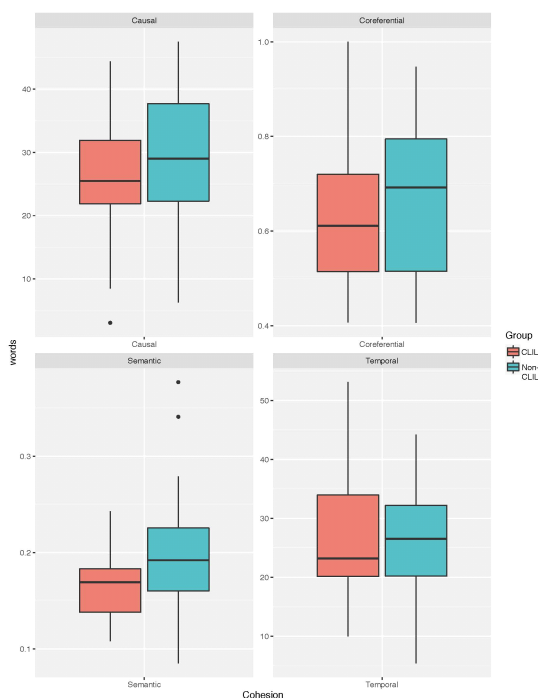 Causal
Coreferential
40
30
20
10
1.0
0.8
0.6
0.4
Causal
Coreferential
words
Semantic
Temporal
0.3
0.2
0.1
50
40
30
20
10
Semantic
Temporal
Cohesion
Group
CLIL
Non-
CLIL